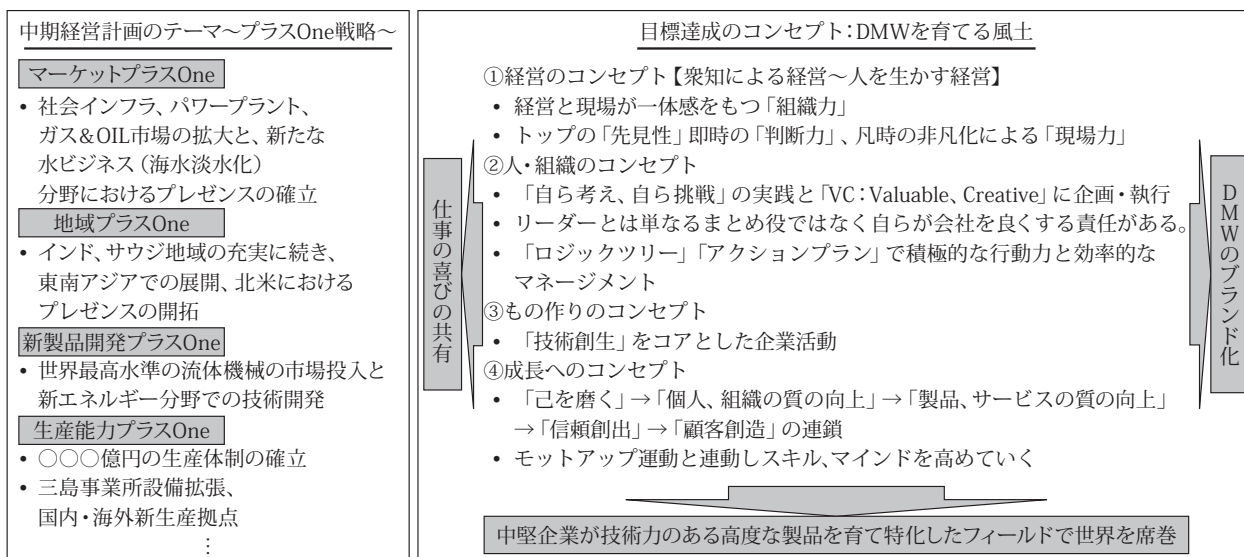 中期経営計画のテーマ～プラスOne戦略～
マーケットプラスOne
• 社会インフラ、パワープラント、
ガス&OIL市場の拡大と、新たな
水ビジネス(海水淡水化)
分野におけるプレゼンスの確立
地域プラスOne
• インド、サウジ地域の充実に続き、
東南アジアでの展開、北米における
プレゼンスの開拓
新製品開発プラスOne
• 世界最高水準の流体機械の市場投入と
新エネルギー分野での技術開発
生産能力プラスOne
• ○○○億円の生産体制の確立
• 三島事業所設備拡張、
国内・海外新生産拠点
⋮
目標達成のコンセプト:DMWを育てる風土
①経営のコンセプト【衆知による経営～人を生かす経営】
• 経営と現場が一体感をもつ「組織力」
• トップの「先見性」即時の「判断力」、凡時の非凡化による「現場力」
②人・組織のコンセプト
• 「自ら考え、自ら挑戦」の実践と「VC:Valuable、Creative」に企画・執行
• リーダーとは単なるまとめ役ではなく自らが会社を良くする責任がある。
• 「ロジックツリー」「アクションプラン」で積極的な行動力と効率的な
マネージメント
③もの作りのコンセプト
• 「技術創生」をコアとした企業活動
④成長へのコンセプト
• 「己を磨く」→「個人、組織の質の向上」→「製品、サービスの質の向上」
→「信頼創出」→「顧客創造」の連鎖
• モットアップ運動と連動しスキル、マインドを高めていく
仕事の喜びの共有
DMWのブランド化
中堅企業が技術力のある高度な製品を育て特化したフィールドで世界を席巻